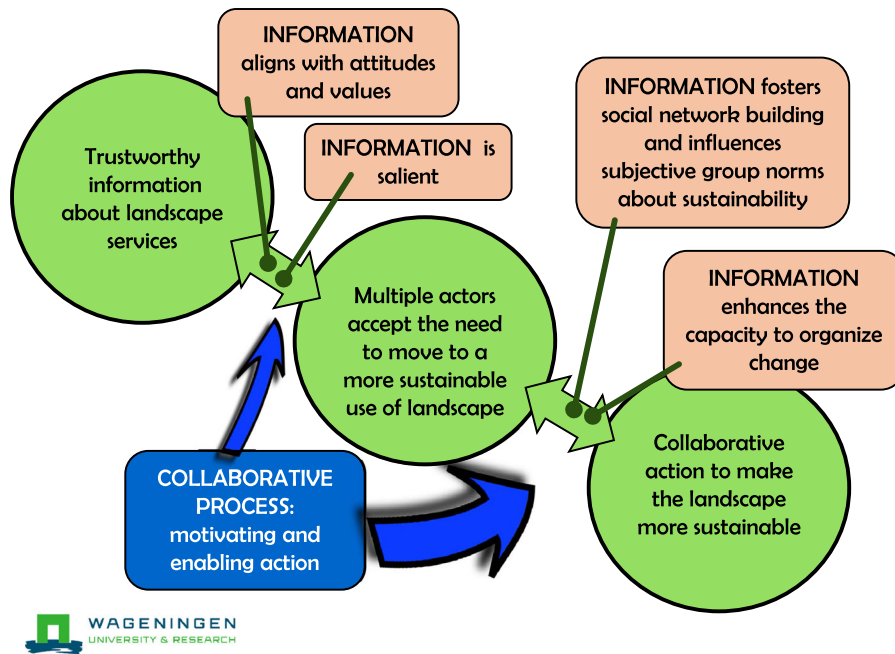 INFORMATION
aligns with attitudes
and values
INFORMATION is
salient
INFORMATION fosters
social network building
and influences
subjective group norms
about sustainability
INFORMATION
enhances the
capacity to organize
change
Trustworthy
information
about landscape
services
Multiple actors
accept the need
to move to a
more sustainable
use of landscape
Collaborative
action to make
the landscape
more sustainable
COLLABORATIVE
PROCESS:
motivating and
enabling action
WAGENINGEN
UNIVERSITY & RESEARCH